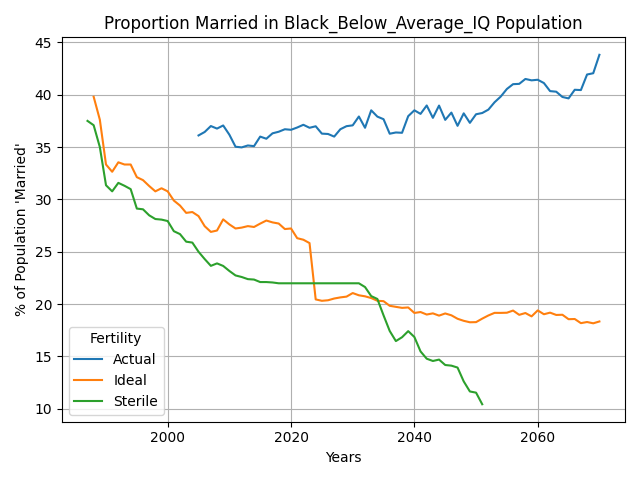 Proportion Married in Black_Below_Average_IQ Population
% of Population 'Married'
45
40
35
30
25
20
15
10
Fertility
Actual
Ideal
Sterile
2000
2020
2040
2060
Years